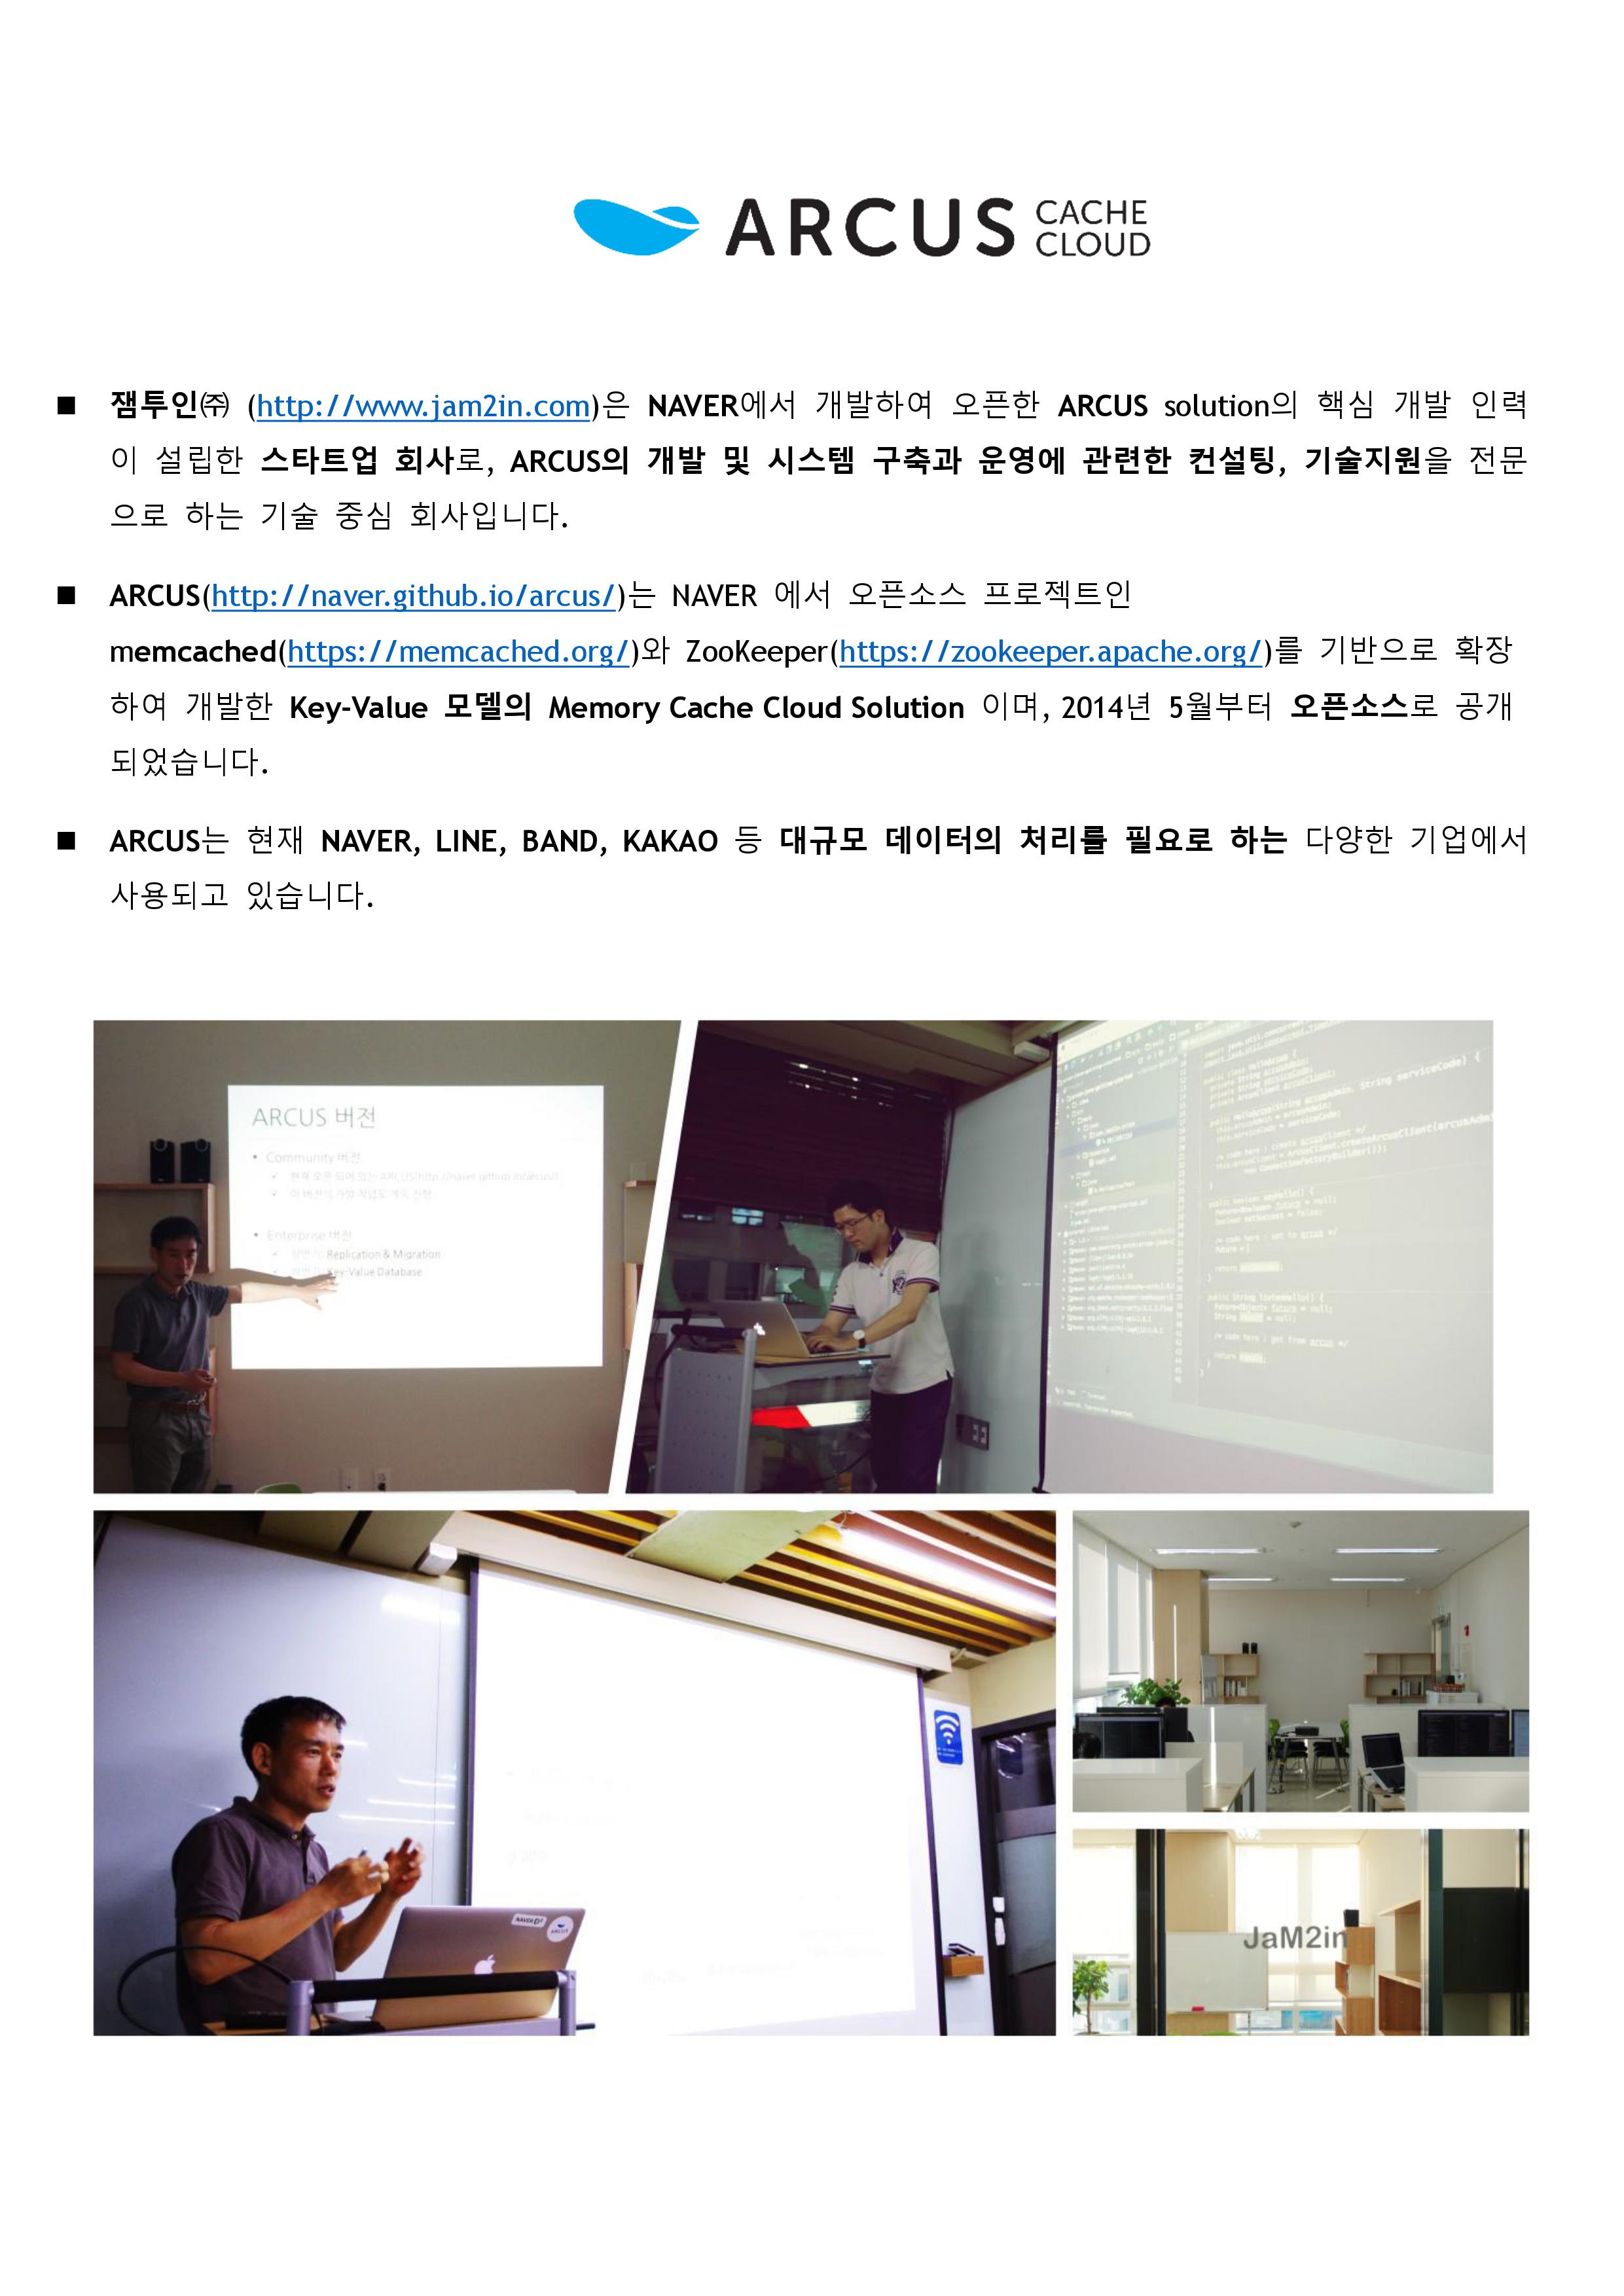 ARCUS CACHE CLOUD
■ 잼투인㈜ (http://www.jam2in.com)은 NAVER에서 개발하여 오픈한 ARCUS solution의 핵심 개발 인력
이 설립한 스타트업 회사로, ARCUS의 개발 및 시스템 구축과 운영에 관련한 컨설팅, 기술지원을 전문
으로 하는 기술 중심 회사입니다.
■ ARCUS(http://naver.github.io/arcus/)는 NAVER 에서 오픈소스 프로젝트인
memcached(https://memcached.org/)와 ZooKeeper(https://zookeeper.apache.org/)를 기반으로 확장
하여 개발한 Key-Value 모델의 Memory Cache Cloud Solution 이며, 2014년 5월부터 오픈소스로 공개
되었습니다.
■ ARCUS는 현재 NAVER, LINE, BAND, KAKAO 등 대규모 데이터의 처리를 필요로 하는 다양한 기업에서
사용되고 있습니다.
ARCUS 버전
• Community 버전
• Enterprise 버전
Replication & Migration
Key-Value Database
public String listenHello() {
return
JaM2in